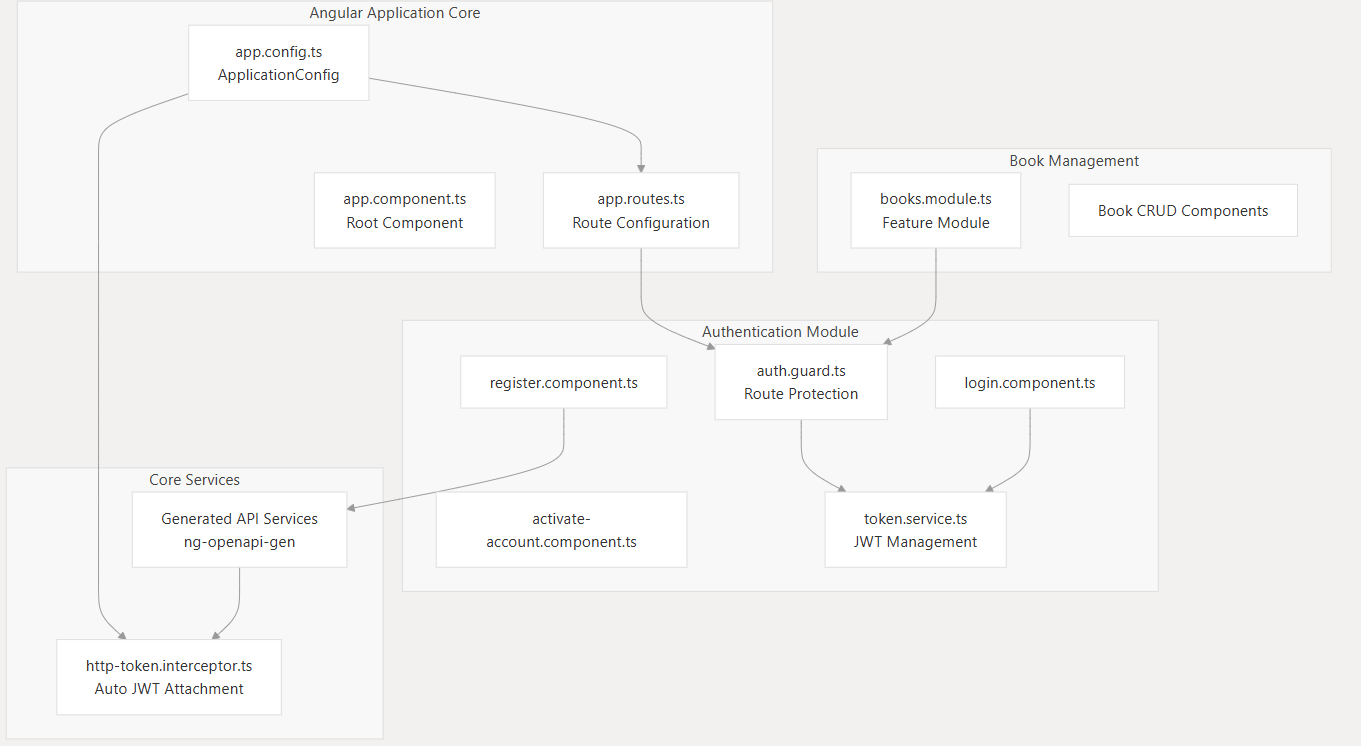 Angular Application Core
app.config.ts
ApplicationConfig
app.component.ts
Root Component
app.routes.ts
Route Configuration
Book Management
books.module.ts
Feature Module
Book CRUD Components
Authentication Module
register.component.ts
auth.guard.ts
Route Protection
login.component.ts
activate-
account.component.ts
token.service.ts
JWT Management
Core Services
Generated API Services
ng-openapi-gen
http-token.interceptor.ts
Auto JWT Attachment